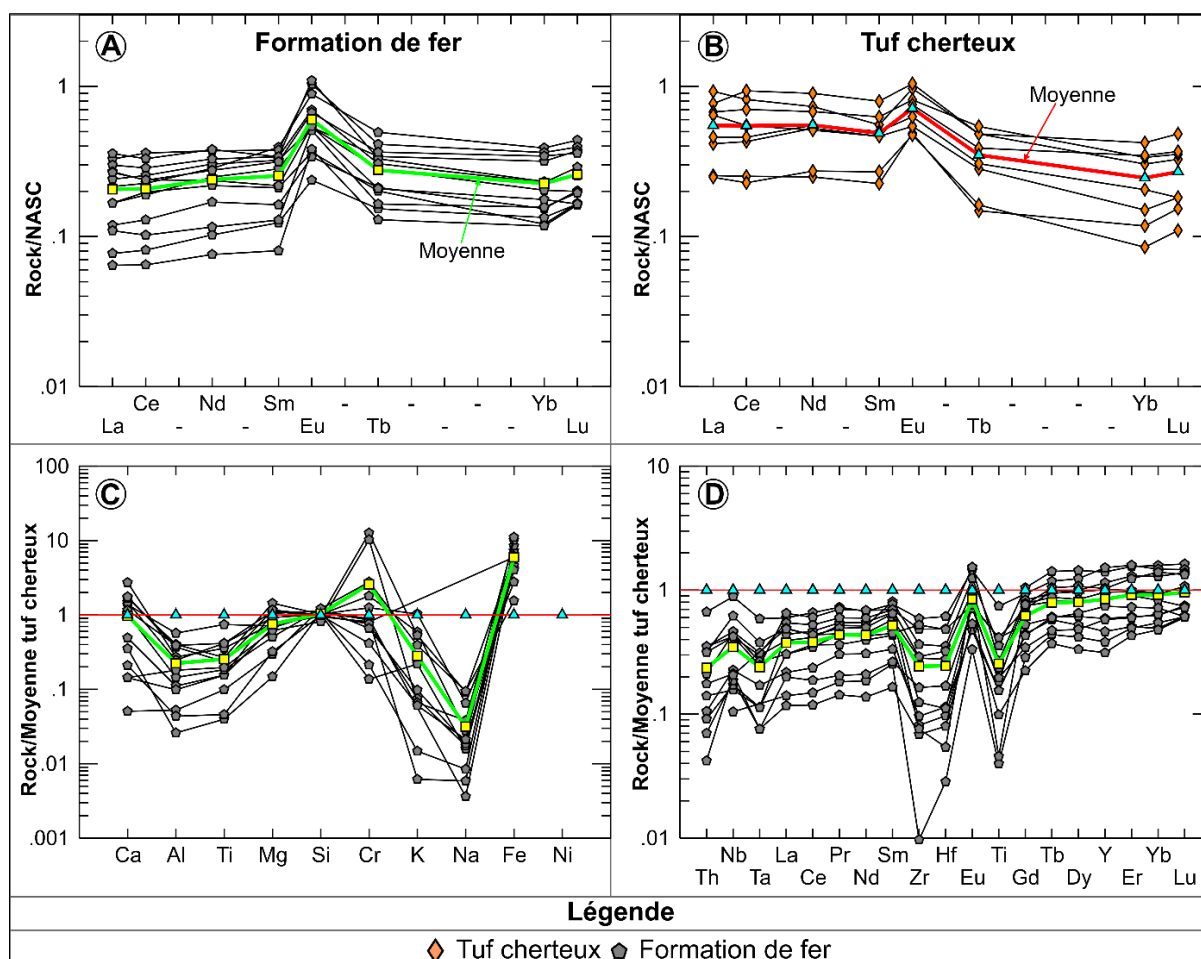 A Formation de fer
B Tuf cherteux
Rock/NASC
1
.1
.01
Moyenne
Ce Nd Sm - - - Yb
La - - Eu Tb - - - Lu
Rock/NASC
1
.1
.01
Moyenne
Ce Nd Sm - - - Yb
La - - Eu Tb - - Lu
C
Rock/Moyenne tuf cherteux
100
10
1
.1
.01
.001
Ca Al Ti Mg Si Cr K Na Fe Ni
D
Rock/Moyenne tuf cherteux
10
1
.1
.01
Nb La Pr Sm Hf Ti Tb Y Yb
Th Ta Ce Nd Zr Eu Gd Dy Er Lu
Légende
Tuf cherteux Formation de fer